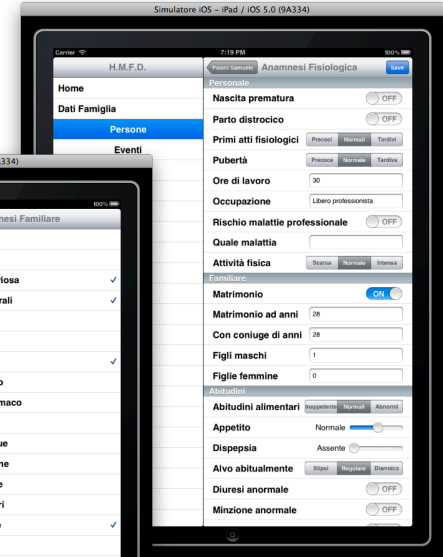 Simulatore iOS - iPad / iOS 5.0 (9A334)
Carrier 7:19 PM 100%
H.M.F.D.
Home
Dati Famiglia
Persone
Eventi
Pasini Samuele Anamnesi Fisiologica Save
Personale
Nascita prematura OFF
Parto distrocico OFF
Primi atti fisiologici Precoci Normali Tardivi
Pubertà Precoce Normale Tardiva
Ore di lavoro 30
Occupazione Libero professionista
Rischio malattie professionale OFF
Quale malattia
Attività fisica Scarsa Normale Intensa
Familiare
Matrimonio ON
Matrimonio ad anni 28
Con coniuge di anni 28
Figli maschi 1
Figlie femmine 0
Abitudini
Abitudini alimentari Inappetente Normali Abnormi
Appetito Normale
Dispepsia Assente
Alvo abitualmente Stipsi Regolare Diarroico
Diuresi anormale OFF
Minzione anormale OFF
A334)
100%
nesi Familiare
iosa
rali
o
maco
ue
he
e
ri
e